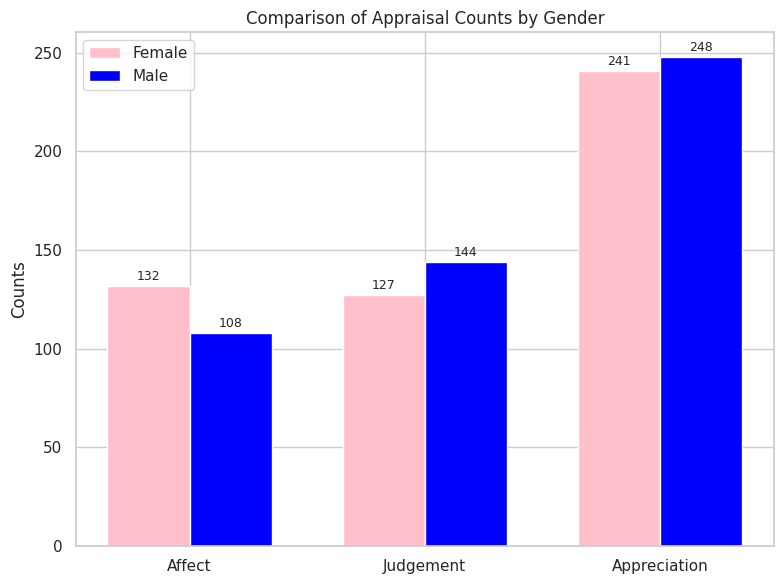 Comparison of Appraisal Counts by Gender
Female
Male
Counts
250
200
150
100
50
0
132
108
127
144
241
248
Affect
Judgement
Appreciation